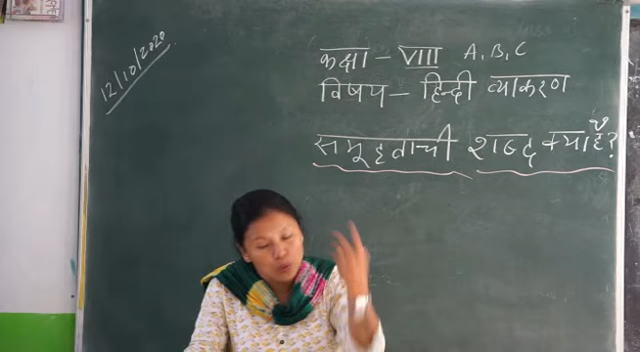 12/10/2020
कक्षा - VIII A, B, C
विषय - हिन्दी व्याकरण
समूहवाची शब्द क्या है?